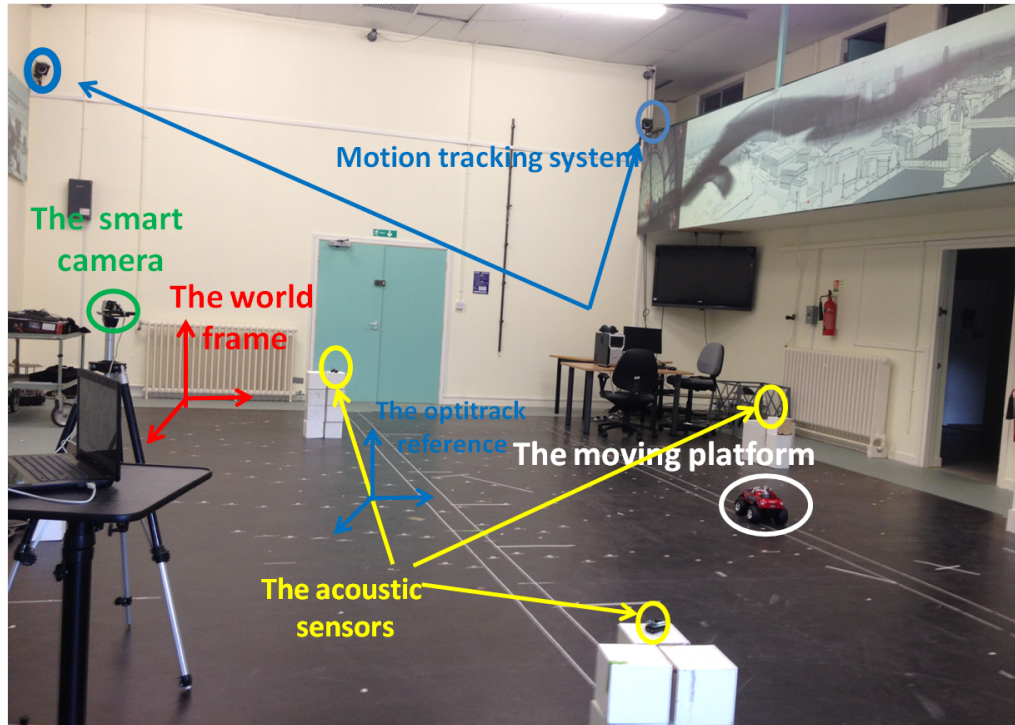 Motion tracking system
The smart
camera
The world
frame
The optitrack
reference
The moving platform
The acoustic
sensors